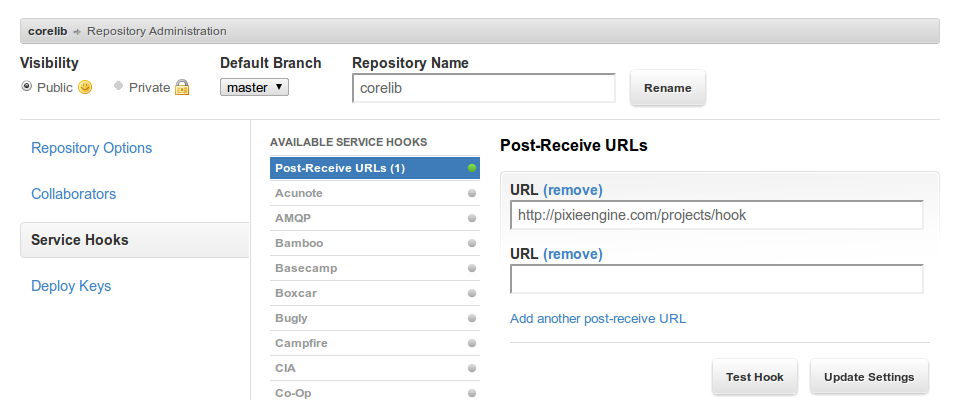 corelib ➾ Repository Administration
Visibility
Public
Private
Default Branch
master
Repository Name
corelib
Rename
Repository Options
Collaborators
Service Hooks
Deploy Keys
AVAILABLE SERVICE HOOKS
Post-Receive URLs (1)
Acunote
AMQP
Bamboo
Basecamp
Boxcar
Bugly
Campfire
CIA
Co-Op
Post-Receive URLs
URL (remove)
http://pixieengine.com/projects/hook
URL (remove)
Add another post-receive URL
Test Hook
Update Settings